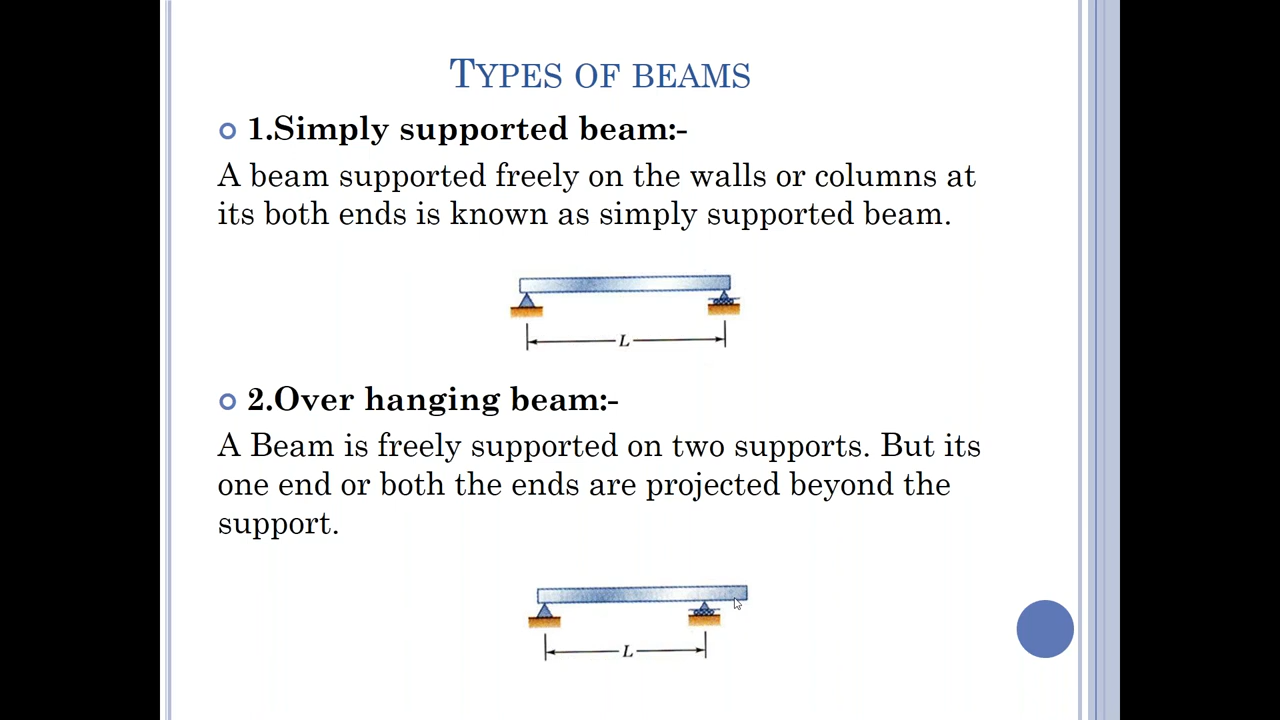 TYPES OF BEAMS
1.Simply supported beam:-
A beam supported freely on the walls or columns at
its both ends is known as simply supported beam.
L
2.Over hanging beam:-
A Beam is freely supported on two supports. But its
one end or both the ends are projected beyond the
support.
L